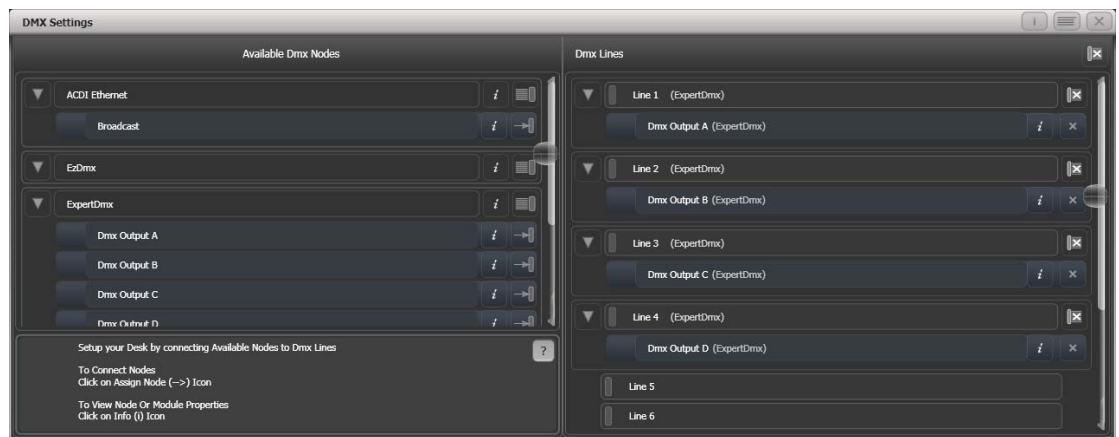 DMX Settings
Available Dmx Nodes
ACDI Ethernet
Broadcast
EzDmx
ExpertDmx
Dmx Output A
Dmx Output B
Dmx Output C
Dmx Output D
Setup your Desk by connecting Available Nodes to Dmx Lines
To Connect Nodes
Click on Assign Node (-->) Icon
To View Node Or Module Properties
Click on Info (i) Icon
?
Dmx Lines
Line 1 (ExpertDmx)
Dmx Output A (ExpertDmx)
Line 2 (ExpertDmx)
Dmx Output B (ExpertDmx)
Line 3 (ExpertDmx)
Dmx Output C (ExpertDmx)
Line 4 (ExpertDmx)
Dmx Output D (ExpertDmx)
Line 5
Line 6